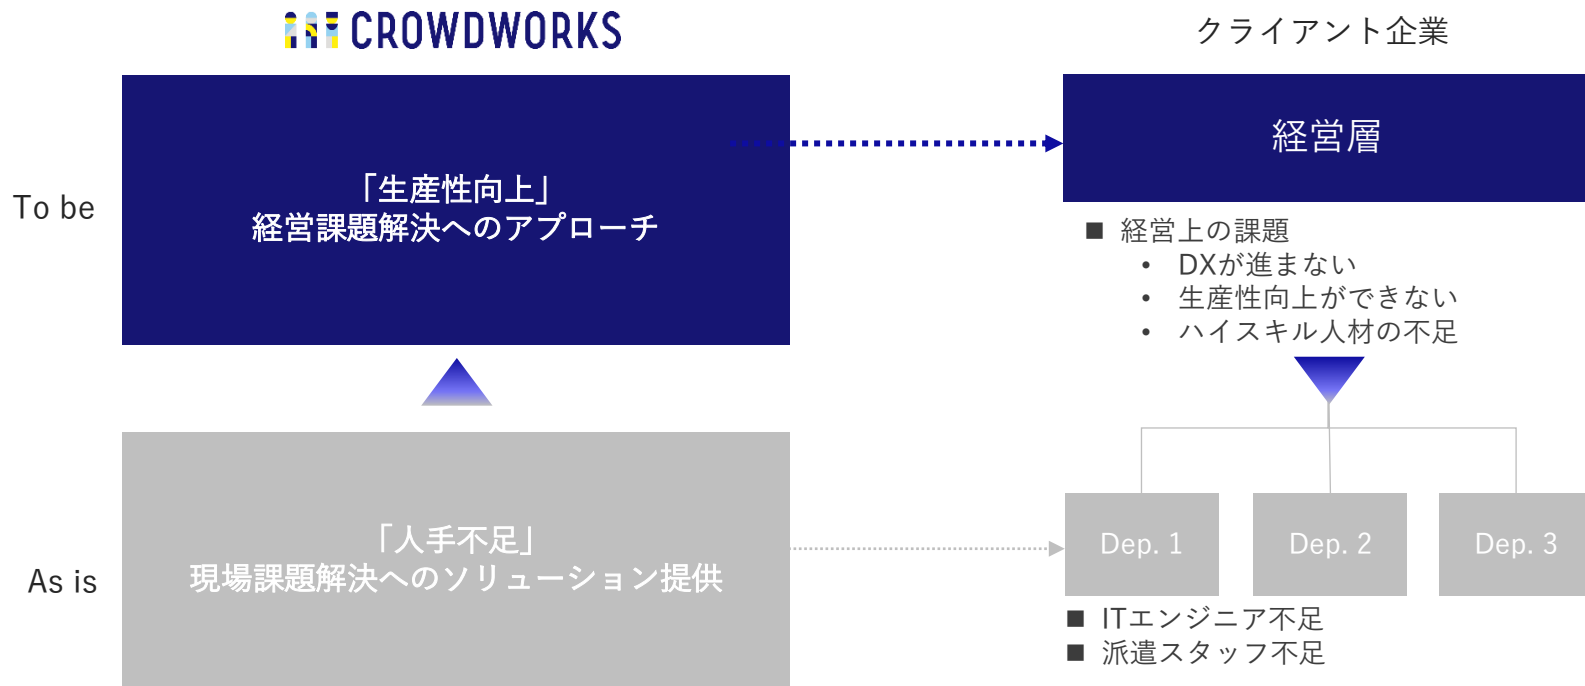 CROWDWORKS
クライアント企業
To be
「生産性向上」
経営課題解決へのアプローチ
経営層
■ 経営上の課題
• DXが進まない
• 生産性向上ができない
• ハイスキル人材の不足
As is
「人手不足」
現場課題解決へのソリューション提供
Dep. 1
Dep. 2
Dep. 3
■ ITエンジニア不足
■ 派遣スタッフ不足